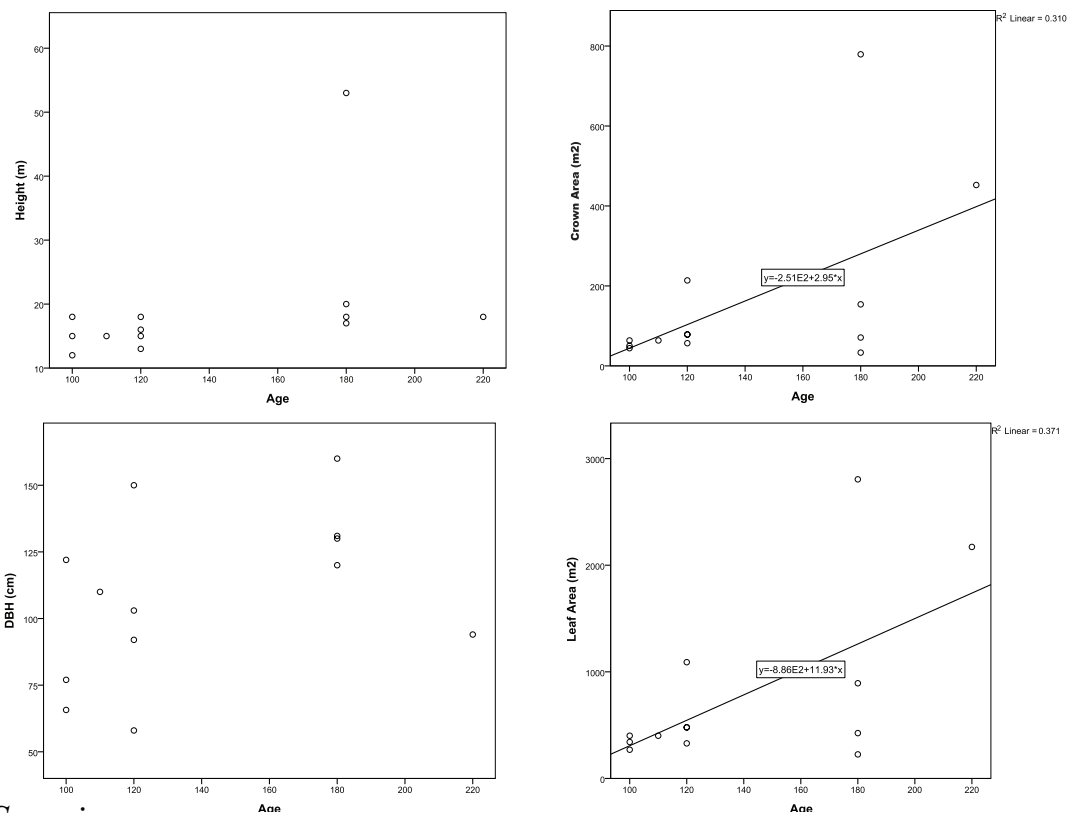 60
50
40
30
20
10
Height (m)
100 120 140 160 180 200 220
Age
R² Linear = 0.310
800
600
400
200
0
Crown Area (m2)
y=-2.51E2+2.95*x
100 120 140 160 180 200 220
Age
150
125
100
75
50
DBH (cm)
100 120 140 160 180 200 220
Age
R² Linear = 0.371
3000
2000
1000
0
Leaf Area (m2)
y=-8.86E2+11.93*x
100 120 140 160 180 200 220
Age